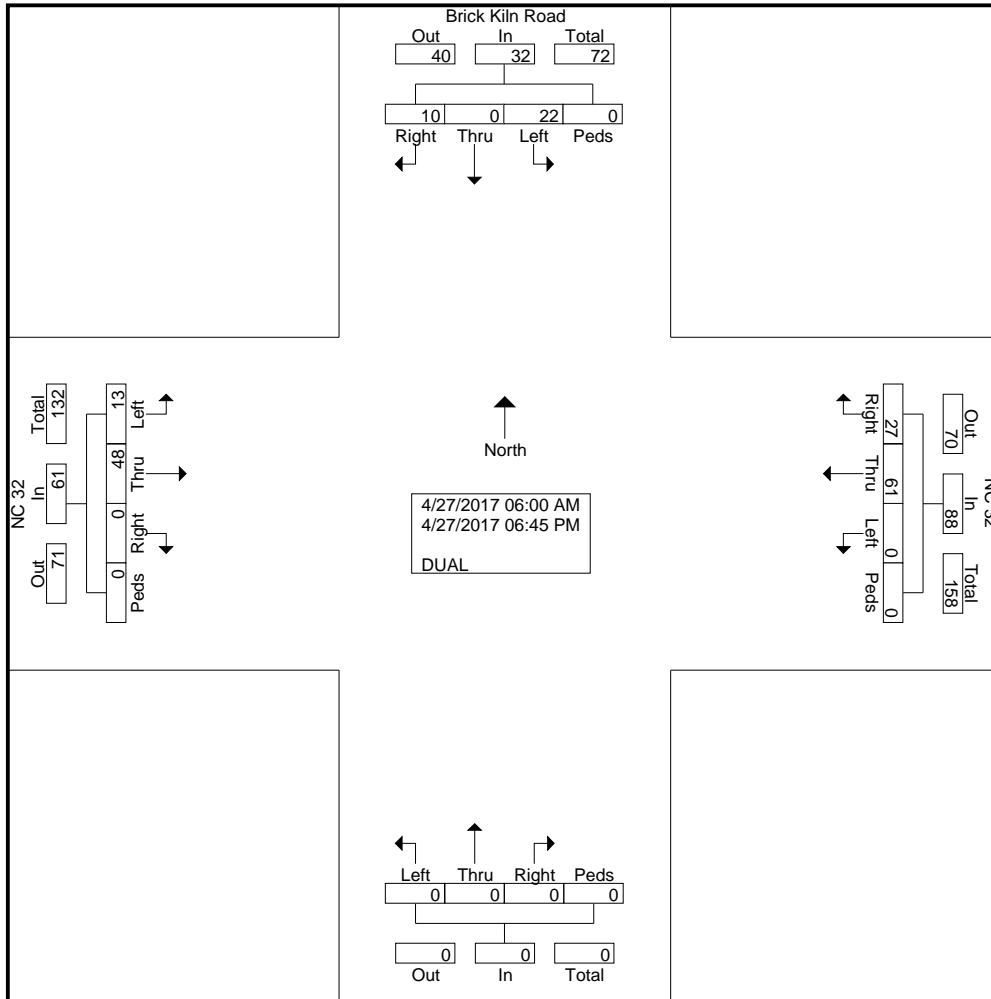 Brick Kiln Road
Out In Total
40 32 72
10 0 22 0
Right Thru Left Peds
NC 32
Total In Out
132 61 71
13 48 0 0
Left Thru Right Peds
North
4/27/2017 06:00 AM
4/27/2017 06:45 PM
DUAL
Right Thru Left Peds
27 61 0 0
Out In Total
70 88 158
NC 32
Left Thru Right Peds
0 0 0 0
0 0 0
Out In Total